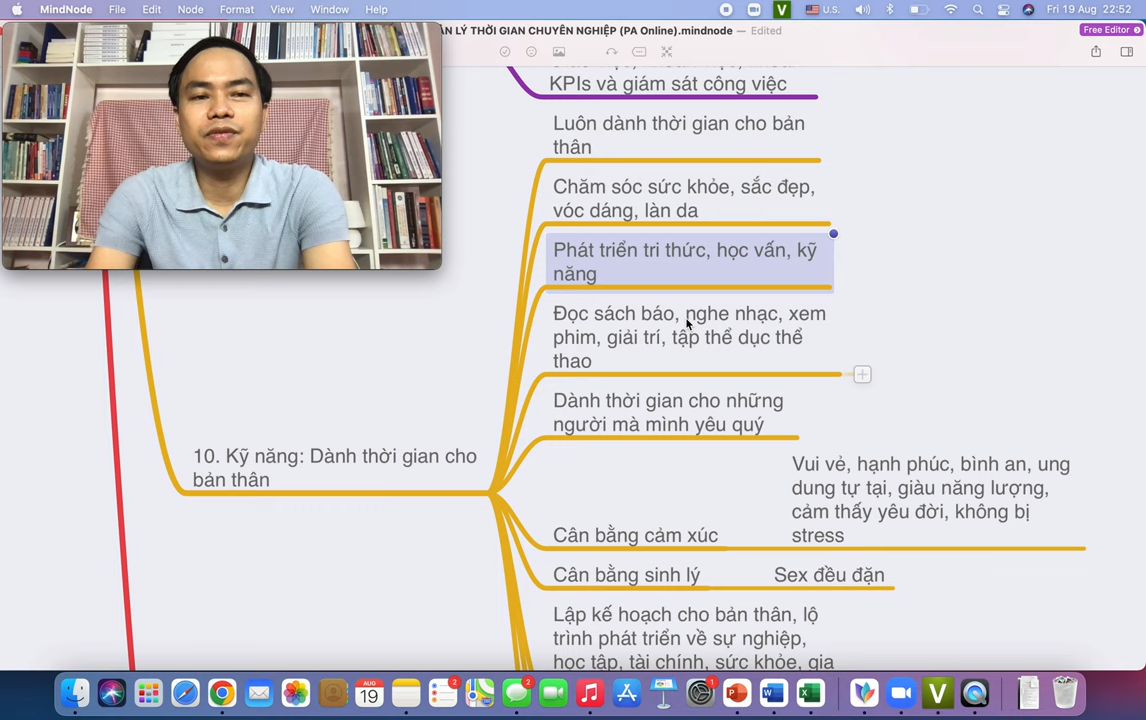 MindNode File Edit Node Format View Window Help U.S. Fri 19 Aug 22:52
ẢN LÝ THỜI GIAN CHUYÊN NGHIỆP (PA Online).mindnode — Edited
Free Editor
KPIs và giám sát công việc
Luôn dành thời gian cho bản
thân
Chăm sóc sức khỏe, sắc đẹp,
vóc dáng, làn da
Phát triển tri thức, học vấn, kỹ
năng
Đọc sách báo, nghe nhạc, xem
phim, giải trí, tập thể dục thể
thao
Dành thời gian cho những
người mà mình yêu quý
10. Kỹ năng: Dành thời gian cho
bản thân
Vui vẻ, hạnh phúc, bình an, ung
dung tự tại, giàu năng lượng,
cảm thấy yêu đời, không bị
stress
Cân bằng cảm xúc
Cân bằng sinh lý
Sex đều đặn
Lập kế hoạch cho bản thân, lộ
trình phát triển về sự nghiệp,
học tập, tài chính, sức khỏe, gia
AUG
19
2
2
1